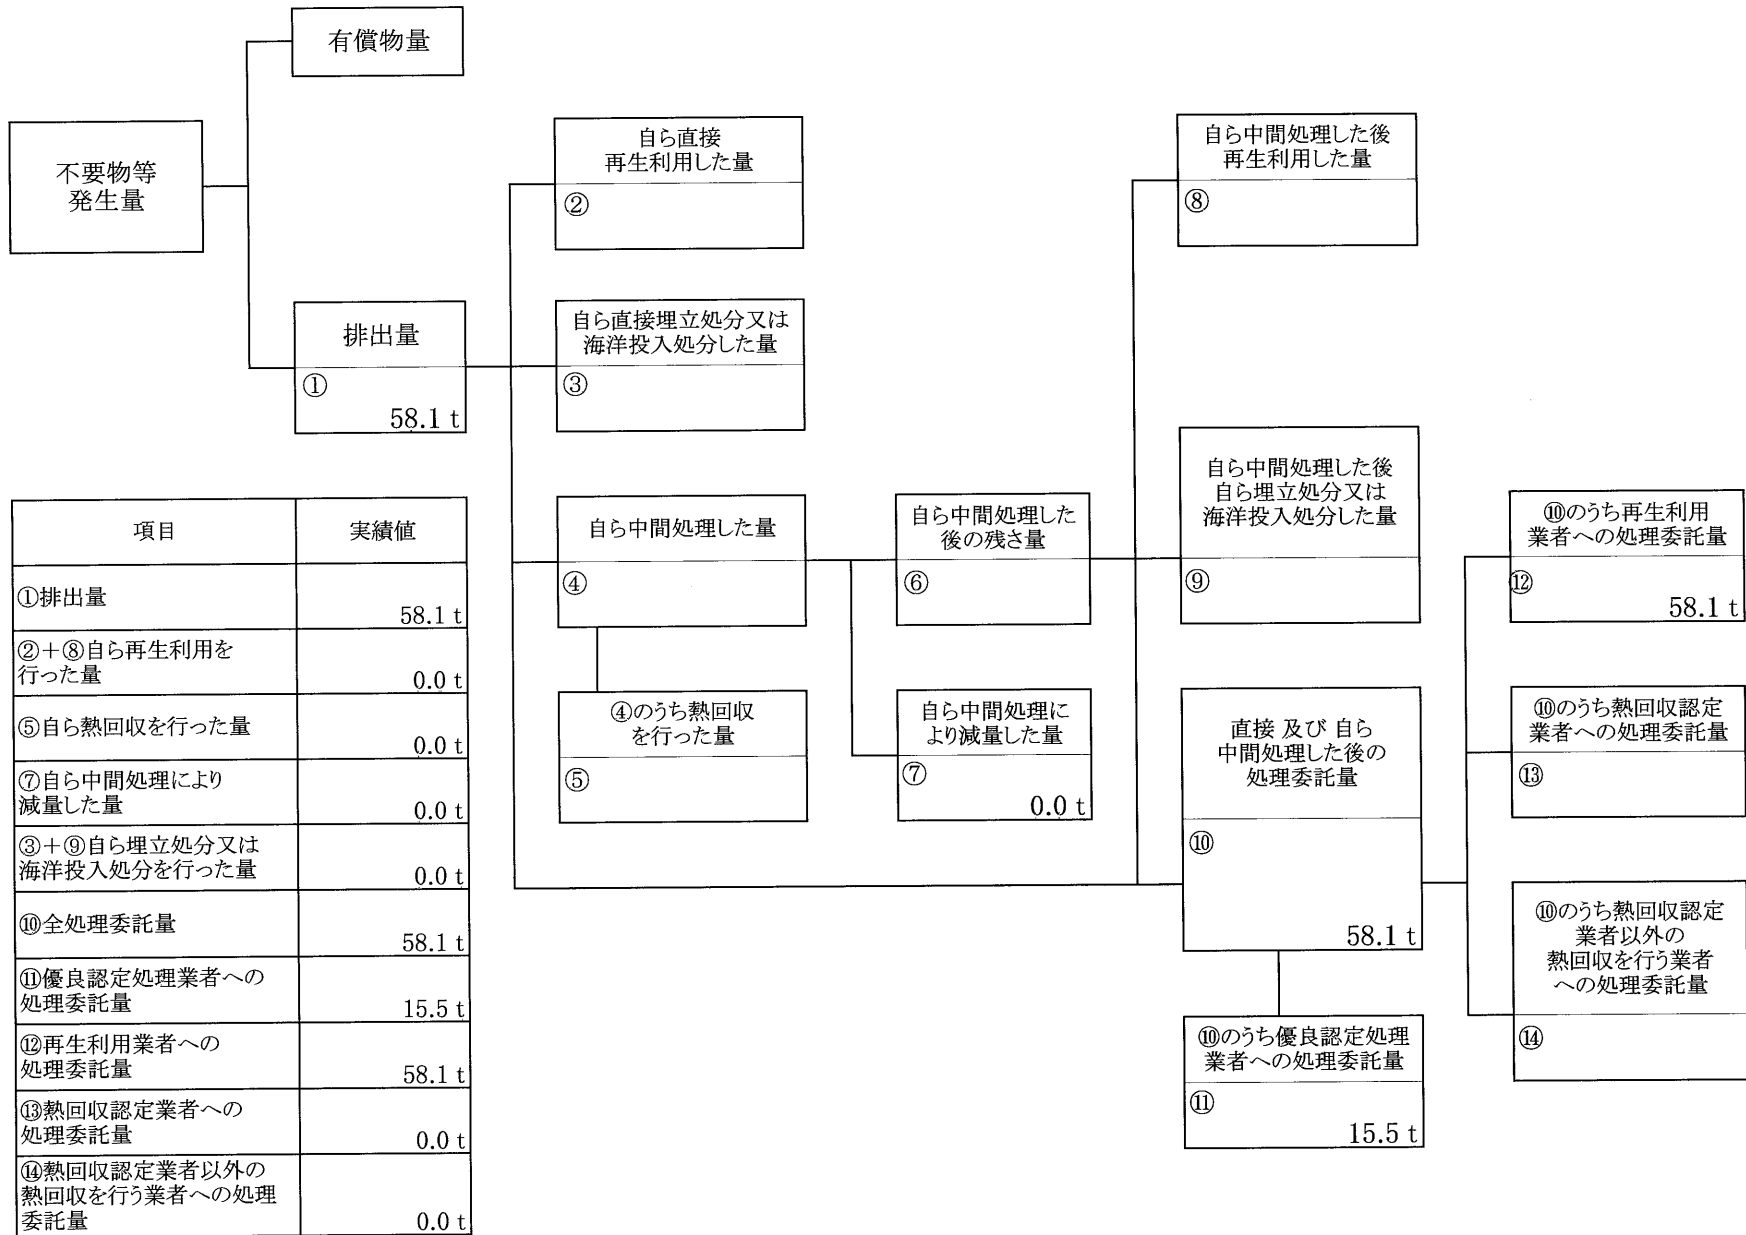 有償物量
不要物等
発生量
排出量
①
58.1 t
自ら直接
再生利用した量
②
自ら直接埋立処分又は
海洋投入処分した量
③
自ら中間処理した量
④
④のうち熱回収
を行った量
⑤
自ら中間処理した
後の残さ量
⑥
自ら中間処理に
より減量した量
⑦
0.0 t
自ら中間処理した後
再生利用した量
⑧
自ら中間処理した後
自ら埋立処分又は
海洋投入処分した量
⑨
直接 及び 自ら
中間処理した後の
処理委託量
⑩
58.1 t
⑩のうち優良認定処理
業者への処理委託量
⑪
15.5 t
⑩のうち再生利用
業者への処理委託量
⑫
58.1 t
⑩のうち熱回収認定
業者への処理委託量
⑬
⑩のうち熱回収認定
業者以外の
熱回収を行う業者
への処理委託量
⑭
項目 実績値
①排出量
58.1 t
②＋⑧自ら再生利用を
行った量
0.0 t
⑤自ら熱回収を行った量
0.0 t
⑦自ら中間処理により
減量した量
0.0 t
③＋⑨自ら埋立処分又は
海洋投入処分を行った量
0.0 t
⑩全処理委託量
58.1 t
⑪優良認定処理業者への
処理委託量
15.5 t
⑫再生利用業者への
処理委託量
58.1 t
⑬熱回収認定業者への
処理委託量
0.0 t
⑭熱回収認定業者以外の
熱回収を行う業者への処理
委託量
0.0 t